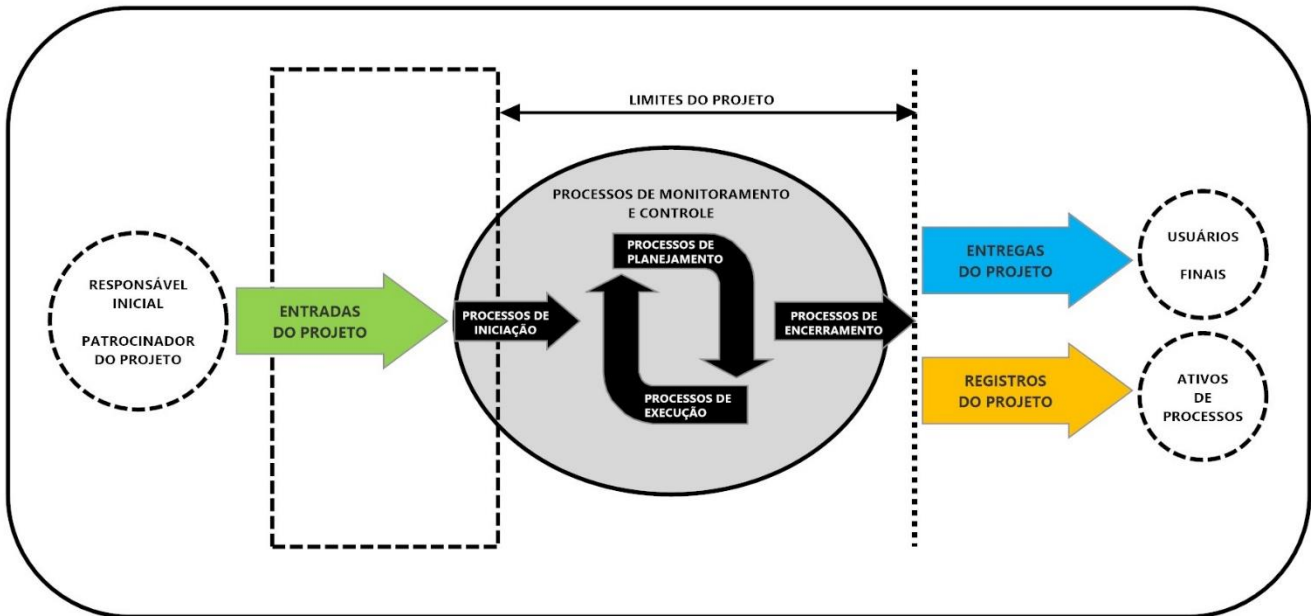 LIMITES DO PROJETO
PROCESSOS DE MONITORAMENTO
E CONTROLE
PROCESSOS DE
PLANEJAMENTO
RESPONSÁVEL
INICIAL
PATROCINADOR
DO PROJETO
ENTRADAS
DO PROJETO
PROCESSOS DE
INICIAÇÃO
PROCESSOS DE
EXECUÇÃO
PROCESSOS DE
ENCERRAMENTO
ENTREGAS
DO PROJETO
USUÁRIOS
FINAIS
REGISTROS
DO PROJETO
ATIVOS
DE
PROCESSOS